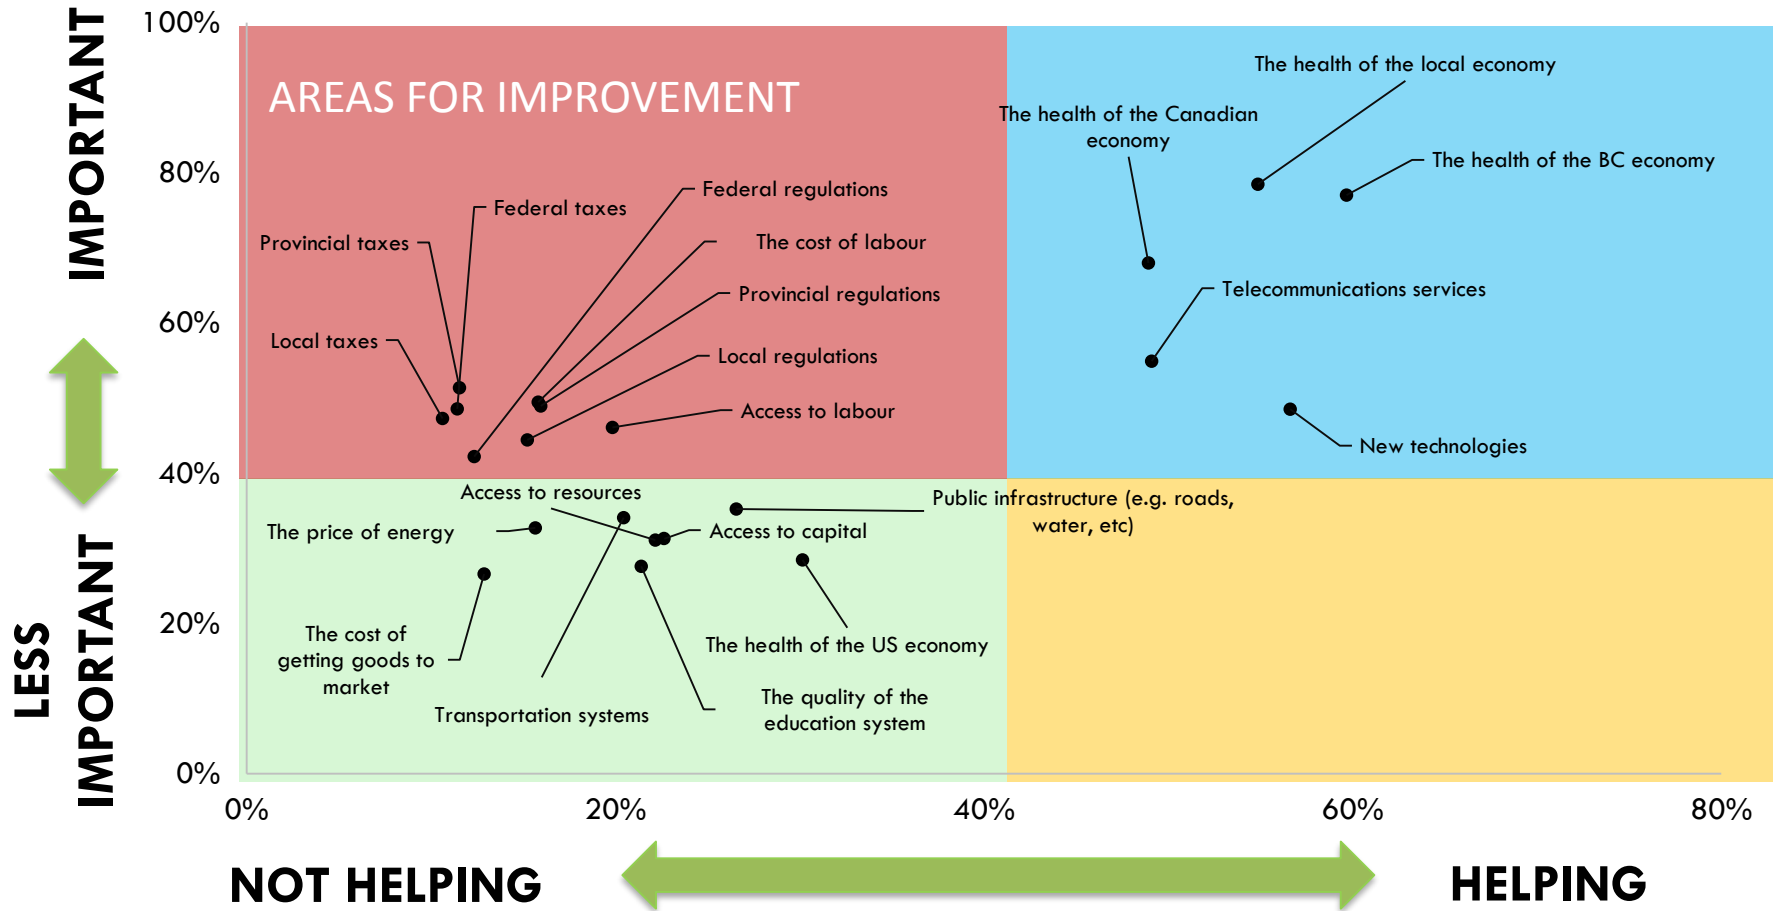 IMPORTANT
LESS
IMPORTANT
100%
80%
60%
40%
20%
0%
AREAS FOR IMPROVEMENT
The health of the local economy
The health of the Canadian
economy
The health of the BC economy
Federal regulations
Federal taxes
Provincial taxes
The cost of labour
Telecommunications services
Provincial regulations
Local taxes
Local regulations
Access to labour
New technologies
Access to resources
Public infrastructure (e.g. roads,
water, etc)
The price of energy
Access to capital
The cost of
getting goods to
market
The health of the US economy
Transportation systems
The quality of the
education system
0%
20%
40%
60%
80%
NOT HELPING
HELPING